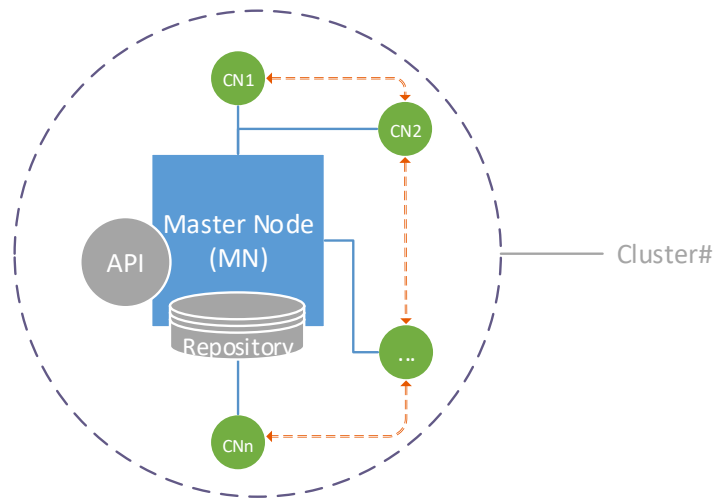 CN1
CN2
Master Node
(MN)
API
Cluster#
Repository
...
CNn